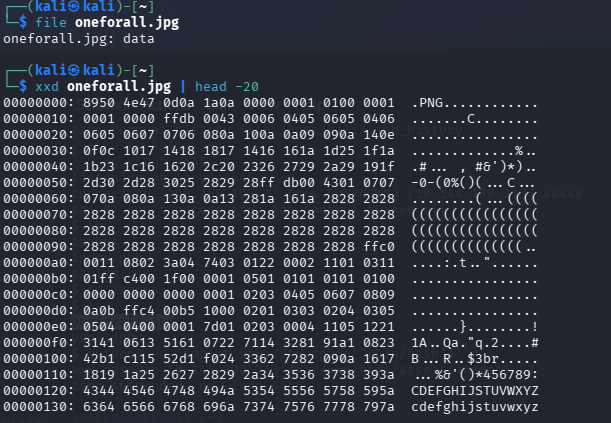 ┌──(kali㉿kali)-[~]
└─$ file oneforall.jpg
oneforall.jpg: data
┌──(kali㉿kali)-[~]
└─$ xxd oneforall.jpg | head -20
00000000: 8950 4e47 0d0a 1a0a 0000 0001 0100 0001 .PNG............
00000010: 0001 0000 ffdb 0043 0006 0405 0605 0406 .......C........
00000020: 0605 0607 0706 080a 100a 0a09 090a 140e ................
00000030: 0f0c 1017 1418 1817 1416 161a 1d25 1f1a .............%..
00000040: 1b23 1c16 1620 2c20 2326 2729 2a29 191f .#... , #&')*)..
00000050: 2d30 2d28 3025 2829 28ff db00 4301 0707 -0-(0%()(...C...
00000060: 070a 080a 130a 0a13 281a 161a 2828 2828 ........(...((((
00000070: 2828 2828 2828 2828 2828 2828 2828 2828 ((((((((((((((((
00000080: 2828 2828 2828 2828 2828 2828 2828 2828 ((((((((((((((((
00000090: 2828 2828 2828 2828 2828 2828 2828 ffc0 ((((((((((((((..
000000a0: 0011 0802 3a04 7403 0122 0002 1101 0311 ....:.t.."......
000000b0: 01ff c400 1f00 0001 0501 0101 0101 0100 ................
000000c0: 0000 0000 0000 0001 0203 0405 0607 0809 ................
000000d0: 0a0b ffc4 00b5 1000 0201 0303 0204 0305 ................
000000e0: 0504 0400 0001 7d01 0203 0004 1105 1221 ......}........!
000000f0: 3141 0613 5161 0722 7114 3281 91a1 0823 1A..Qa."q.2....#
00000100: 42b1 c115 52d1 f024 3362 7282 090a 1617 B...R..$3br.....
00000110: 1819 1a25 2627 2829 2a34 3536 3738 393a ...%&'()*456789:
00000120: 4344 4546 4748 494a 5354 5556 5758 595a CDEFGHIJSTUVWXYZ
00000130: 6364 6566 6768 696a 7374 7576 7778 797a cdefghijstuvwxyz